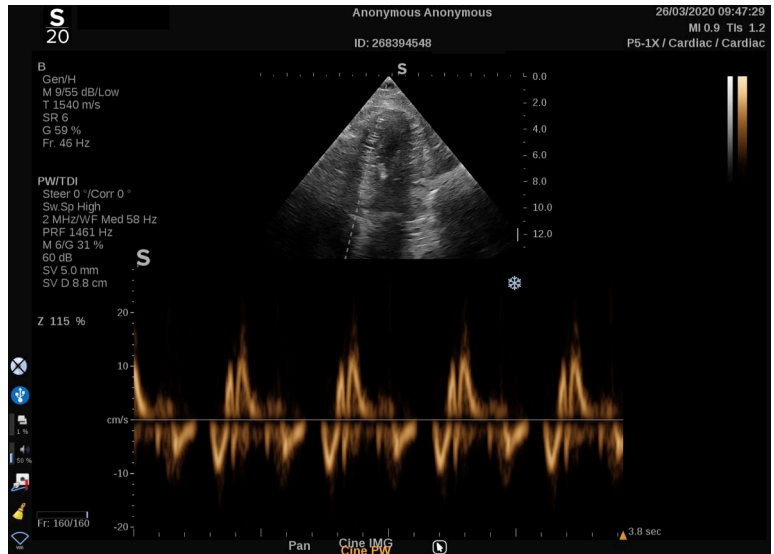 S
20
Anonymous Anonymous
ID: 268394548
26/03/2020 09:47:29
MI 0.9 TIs 1.2
P5-1X / Cardiac / Cardiac
B
Gen/H
M 9/55 dB/Low
T 1540 m/s
SR 6
G 59 %
Fr. 46 Hz
PW/TDI
Steer 0 °/Corr 0 °
Sw.Sp High
2 MHz/WF Med 58 Hz
PRF 1461 Hz
M 6/G 31 %
60 dB
SV 5.0 mm
SV D 8.8 cm
Z 115 %
S
0.0
2.0
4.0
6.0
8.0
10.0
12.0
S
20
10
cm/s
-10
-20
3.8 sec
1 %
50 %
Fr: 160/160
Pan
Cine IMG
Cine PW